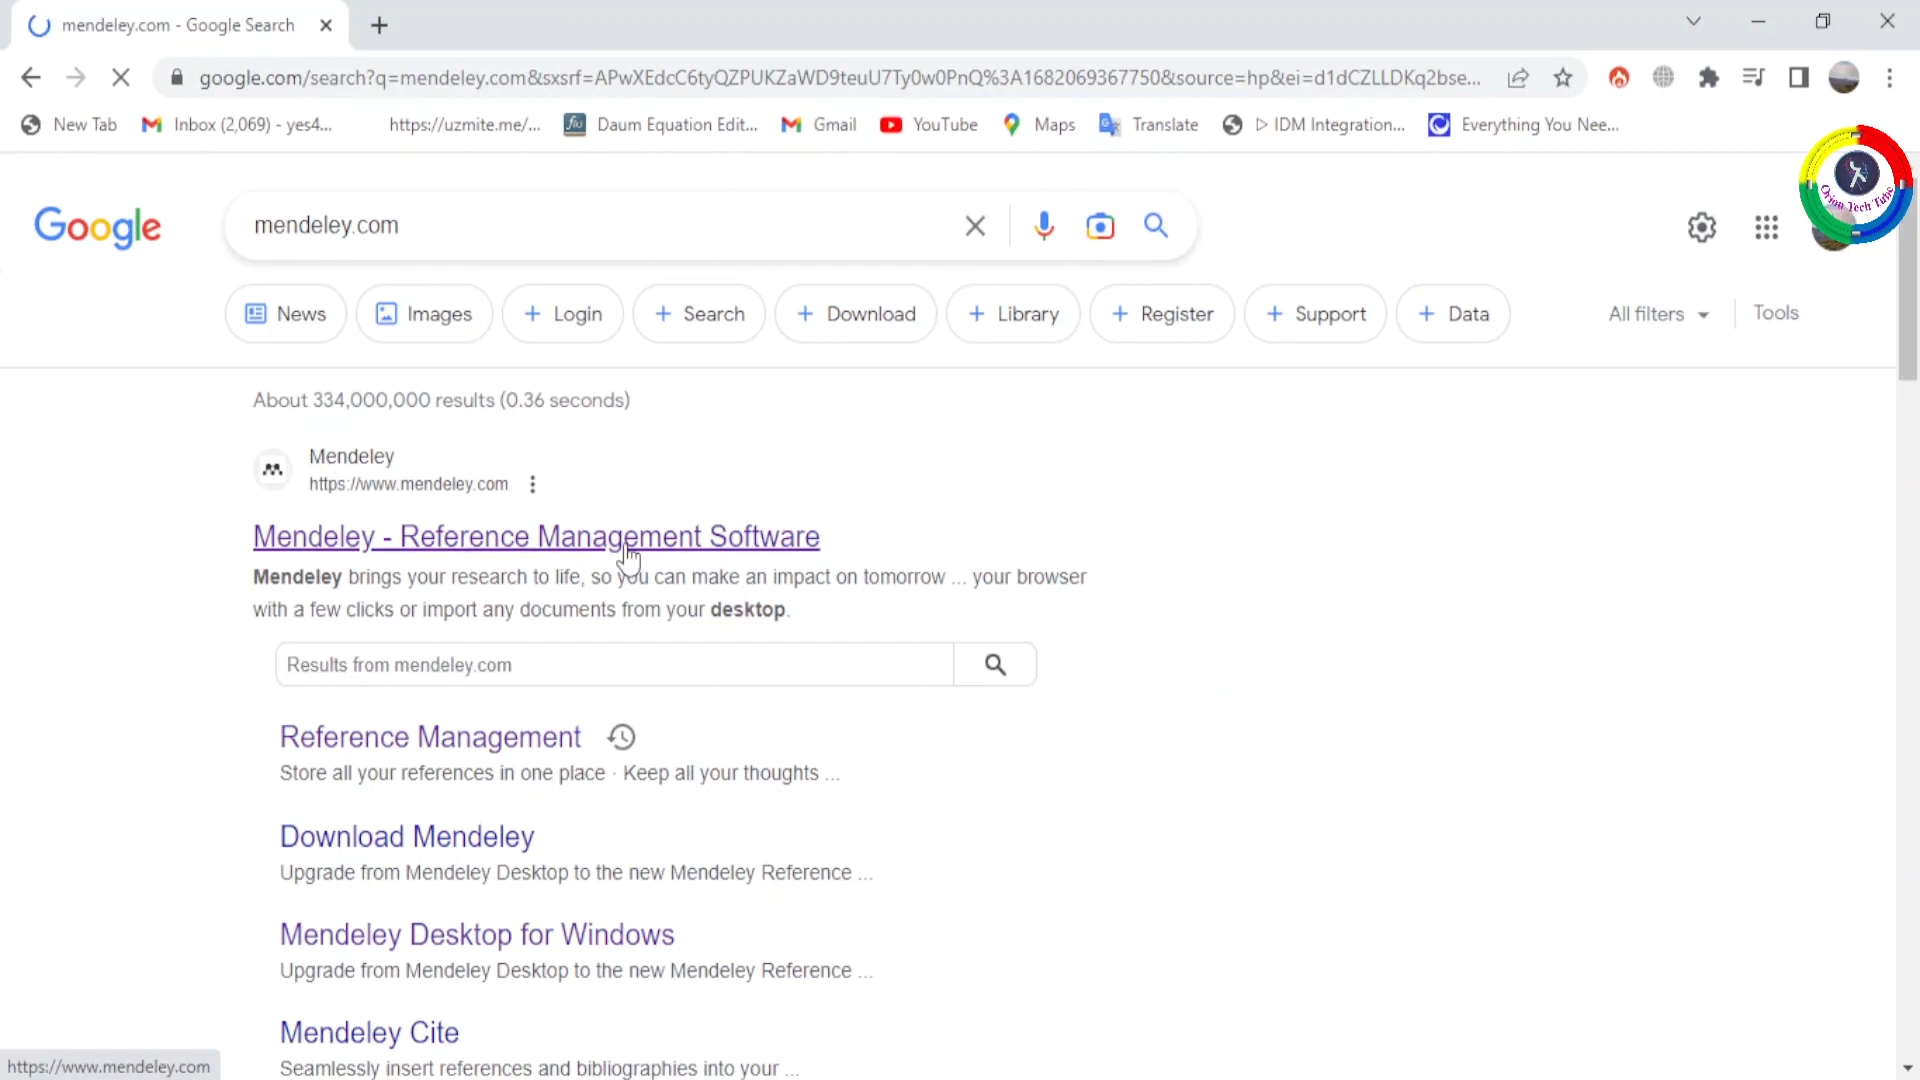 mendeley.com - Google Search
google.com/search?q=mendeley.com&sxsrf=APwXEdcC6tyQZPUKZaWD9teuU7Ty0w0PnQ%3A1682069367750&source=hp&ei=d1dCZLLDKq2bse...
New Tab
Inbox (2,069) - yes4...
https://uzmite.me/...
Daum Equation Edit...
Gmail
YouTube
Maps
Translate
▷ IDM Integration...
Everything You Nee...
Orion Tech Tube
Google
mendeley.com
News
Images
+ Login
+ Search
+ Download
+ Library
+ Register
+ Support
+ Data
All filters
Tools
About 334,000,000 results (0.36 seconds)
Mendeley
https://www.mendeley.com
Mendeley - Reference Management Software
Mendeley brings your research to life, so you can make an impact on tomorrow ... your browser
with a few clicks or import any documents from your desktop.
Results from mendeley.com
Reference Management
Store all your references in one place · Keep all your thoughts ...
Download Mendeley
Upgrade from Mendeley Desktop to the new Mendeley Reference ...
Mendeley Desktop for Windows
Upgrade from Mendeley Desktop to the new Mendeley Reference ...
Mendeley Cite
Seamlessly insert references and bibliographies into your ...
https://www.mendeley.com